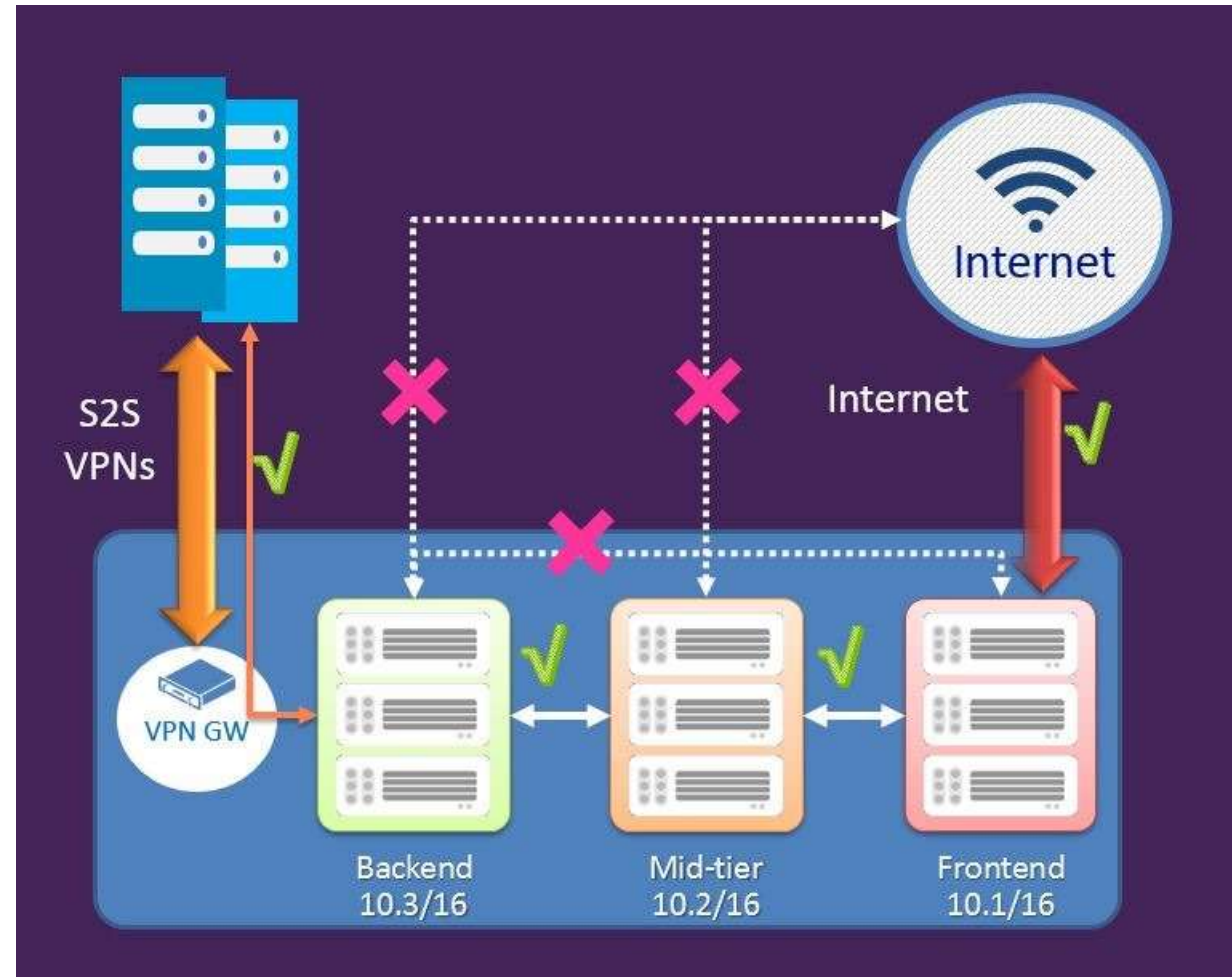 Internet
S2S
VPNs
Internet
VPN GW
Backend
10.3/16
Mid-tier
10.2/16
Frontend
10.1/16